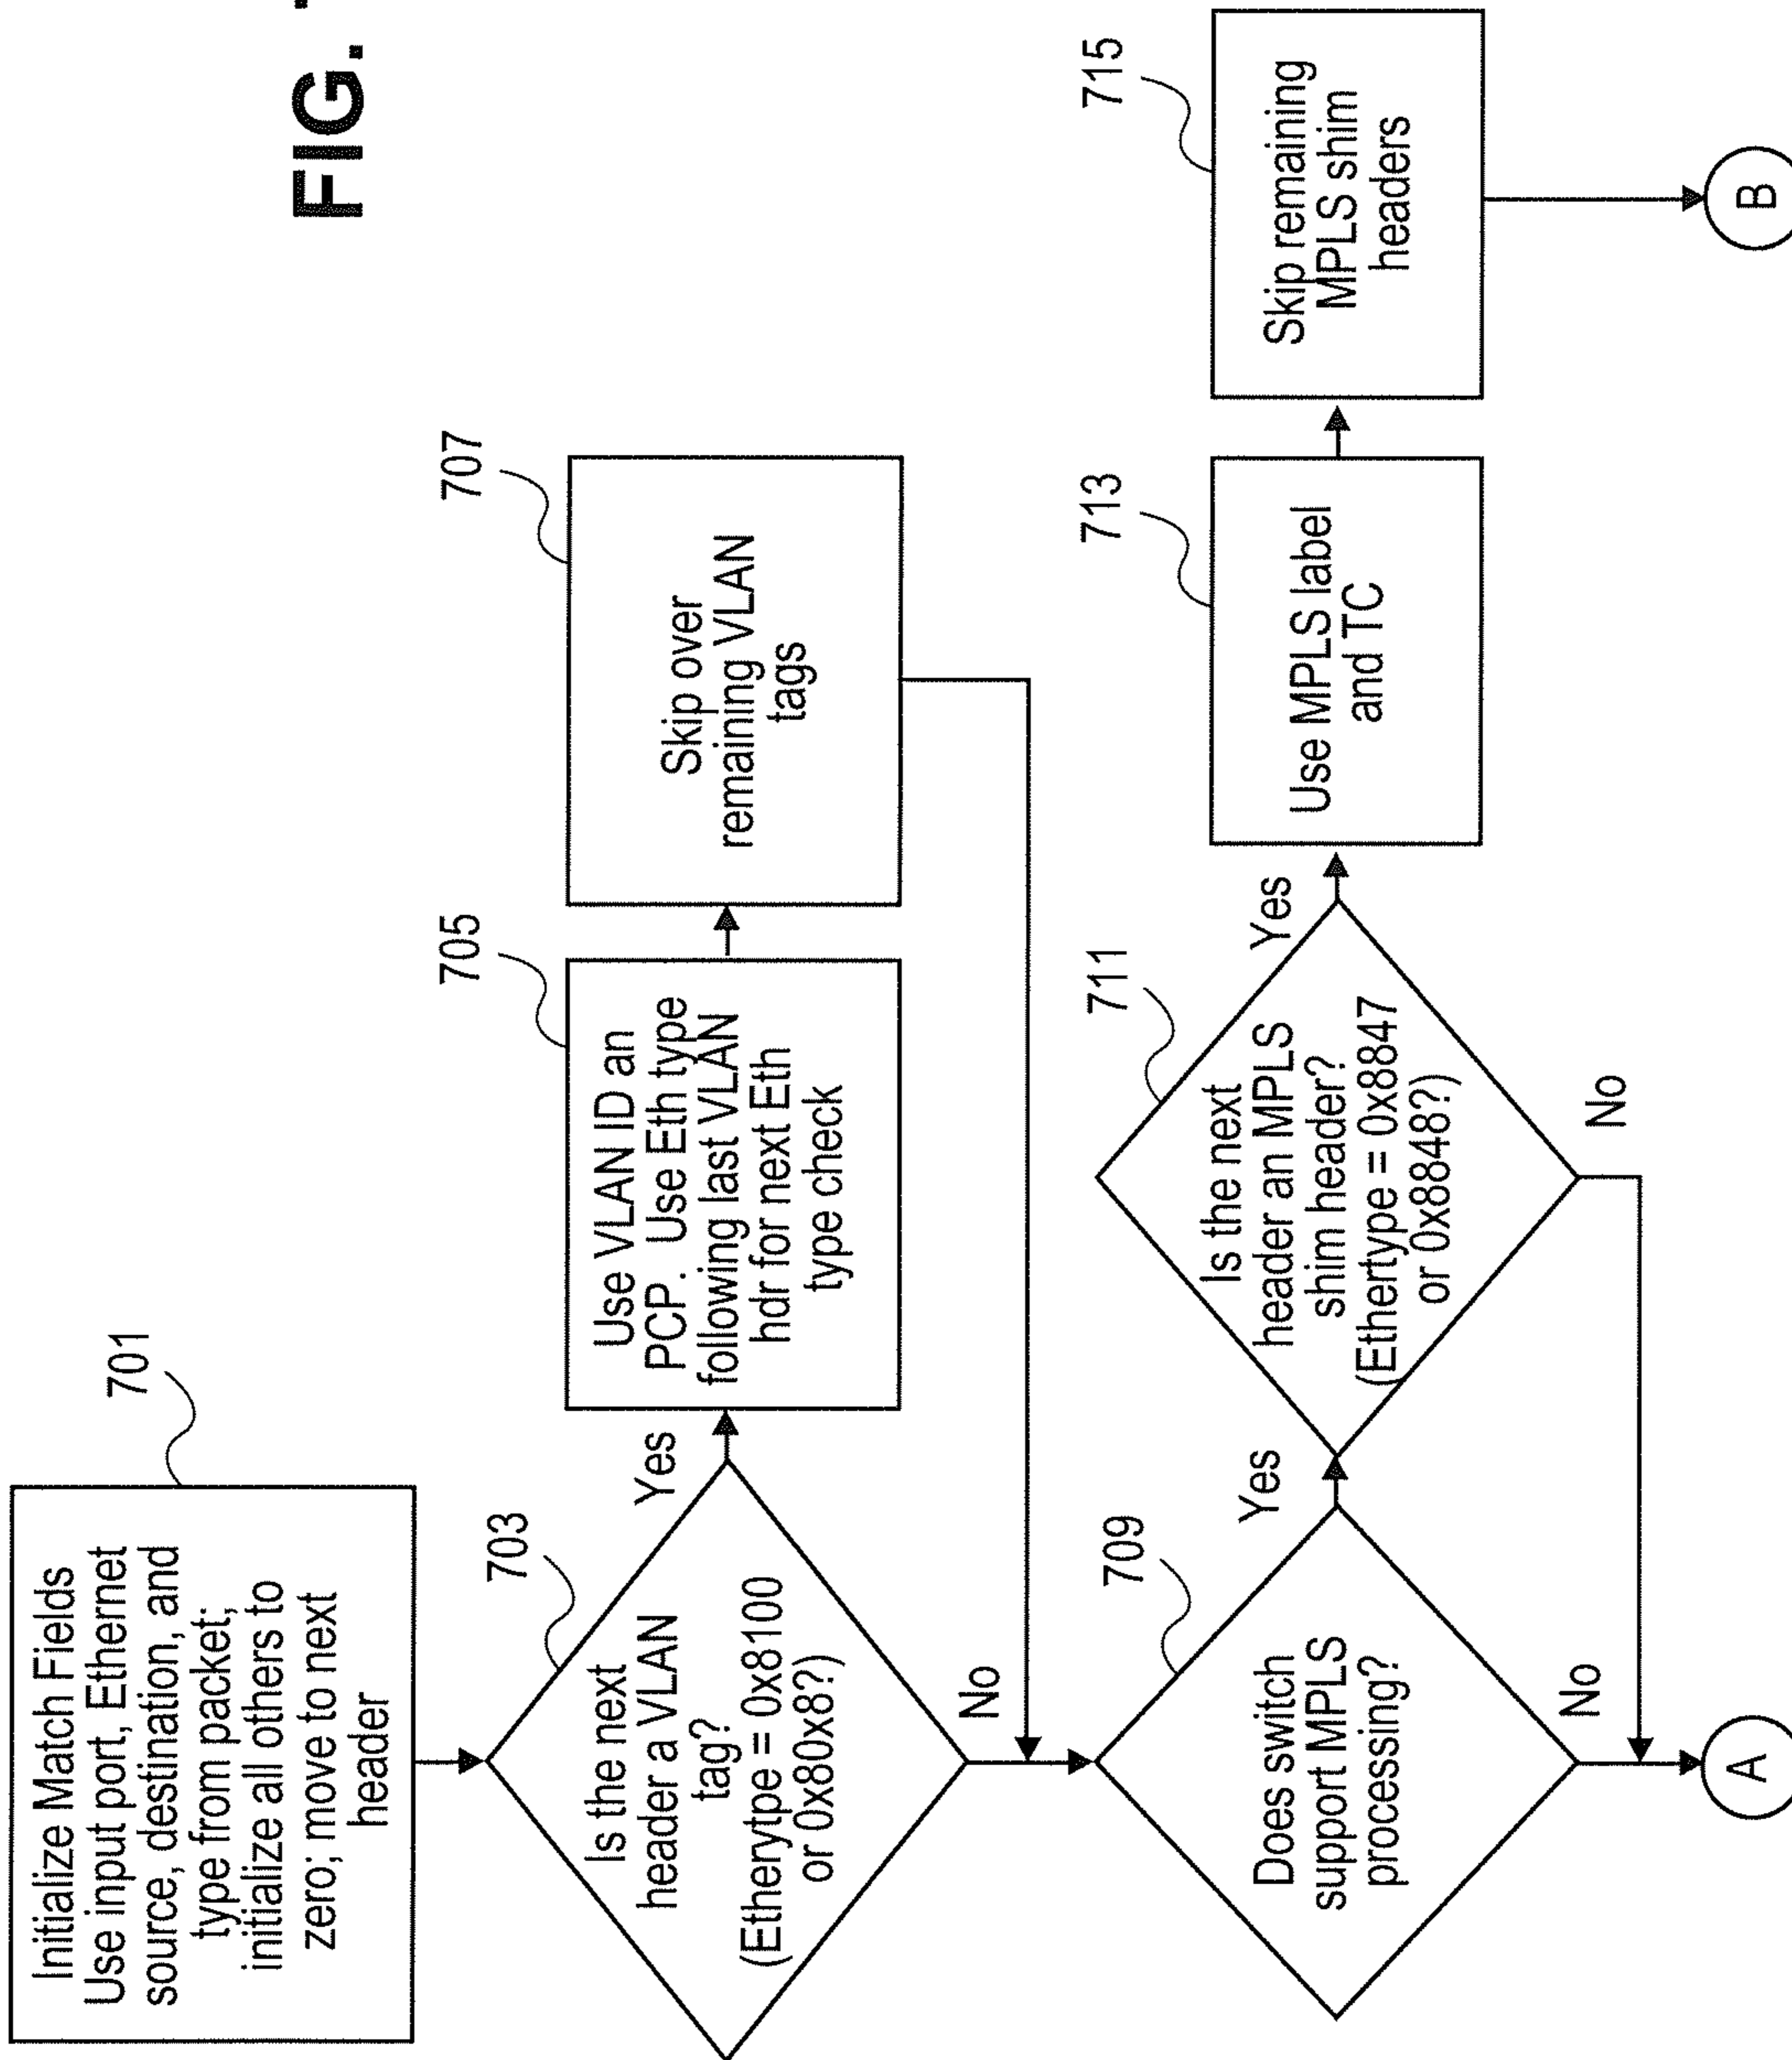 FIG.
701
Initialize Match Fields
Use input port, Ethernet
source, destination, and
type from packet;
initialize all others to
zero; move to next
header
703
Is the next
header a VLAN
tag?
(Etherytpe = 0x8100
or 0x80x8?)
Yes
No
705
Use VLAN ID an
PCP. Use Eth type
following last VLAN
hdr for next Eth
type check
707
Skip over
remaining VLAN
tags
709
Does switch
support MPLS
processing?
Yes
No
711
Is the next
header an MPLS
shim header?
(Ethertype = 0x8847
or 0x8848?)
Yes
No
713
Use MPLS label
and TC
715
Skip remaining
MPLS shim
headers
A
B